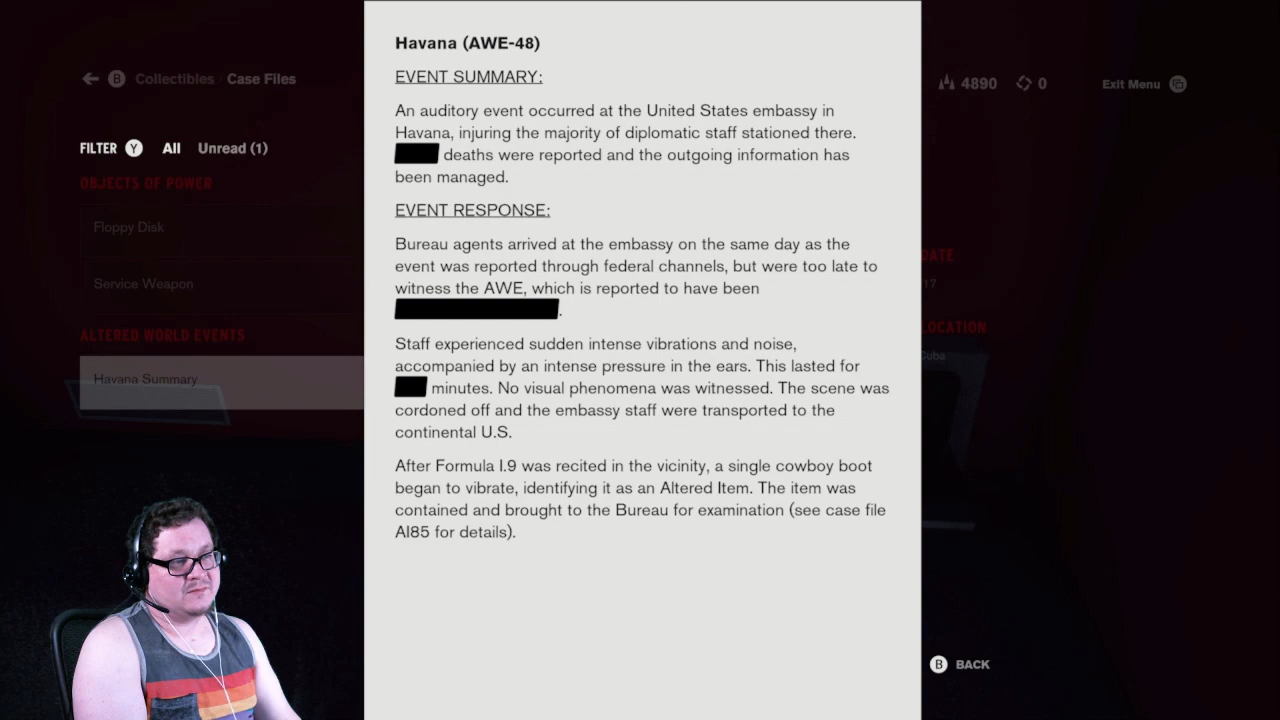 Havana (AWE-48)
EVENT SUMMARY:
An auditory event occurred at the United States embassy in
Havana, injuring the majority of diplomatic staff stationed there.
deaths were reported and the outgoing information has
been managed.
EVENT RESPONSE:
Bureau agents arrived at the embassy on the same day as the
event was reported through federal channels, but were too late to
witness the AWE, which is reported to have been
.
Staff experienced sudden intense vibrations and noise,
accompanied by an intense pressure in the ears. This lasted for
minutes. No visual phenomena was witnessed. The scene was
cordoned off and the embassy staff were transported to the
continental U.S.
After Formula I.9 was recited in the vicinity, a single cowboy boot
began to vibrate, identifying it as an Altered Item. The item was
contained and brought to the Bureau for examination (see case file
AI85 for details).
B Collectibles / Case Files
FILTER Y All Unread (1)
OBJECTS OF POWER
Floppy Disk
Service Weapon
ALTERED WORLD EVENTS
Havana Summary
4890 0 Exit Menu
DATE
17
LOCATION
Cuba
B BACK